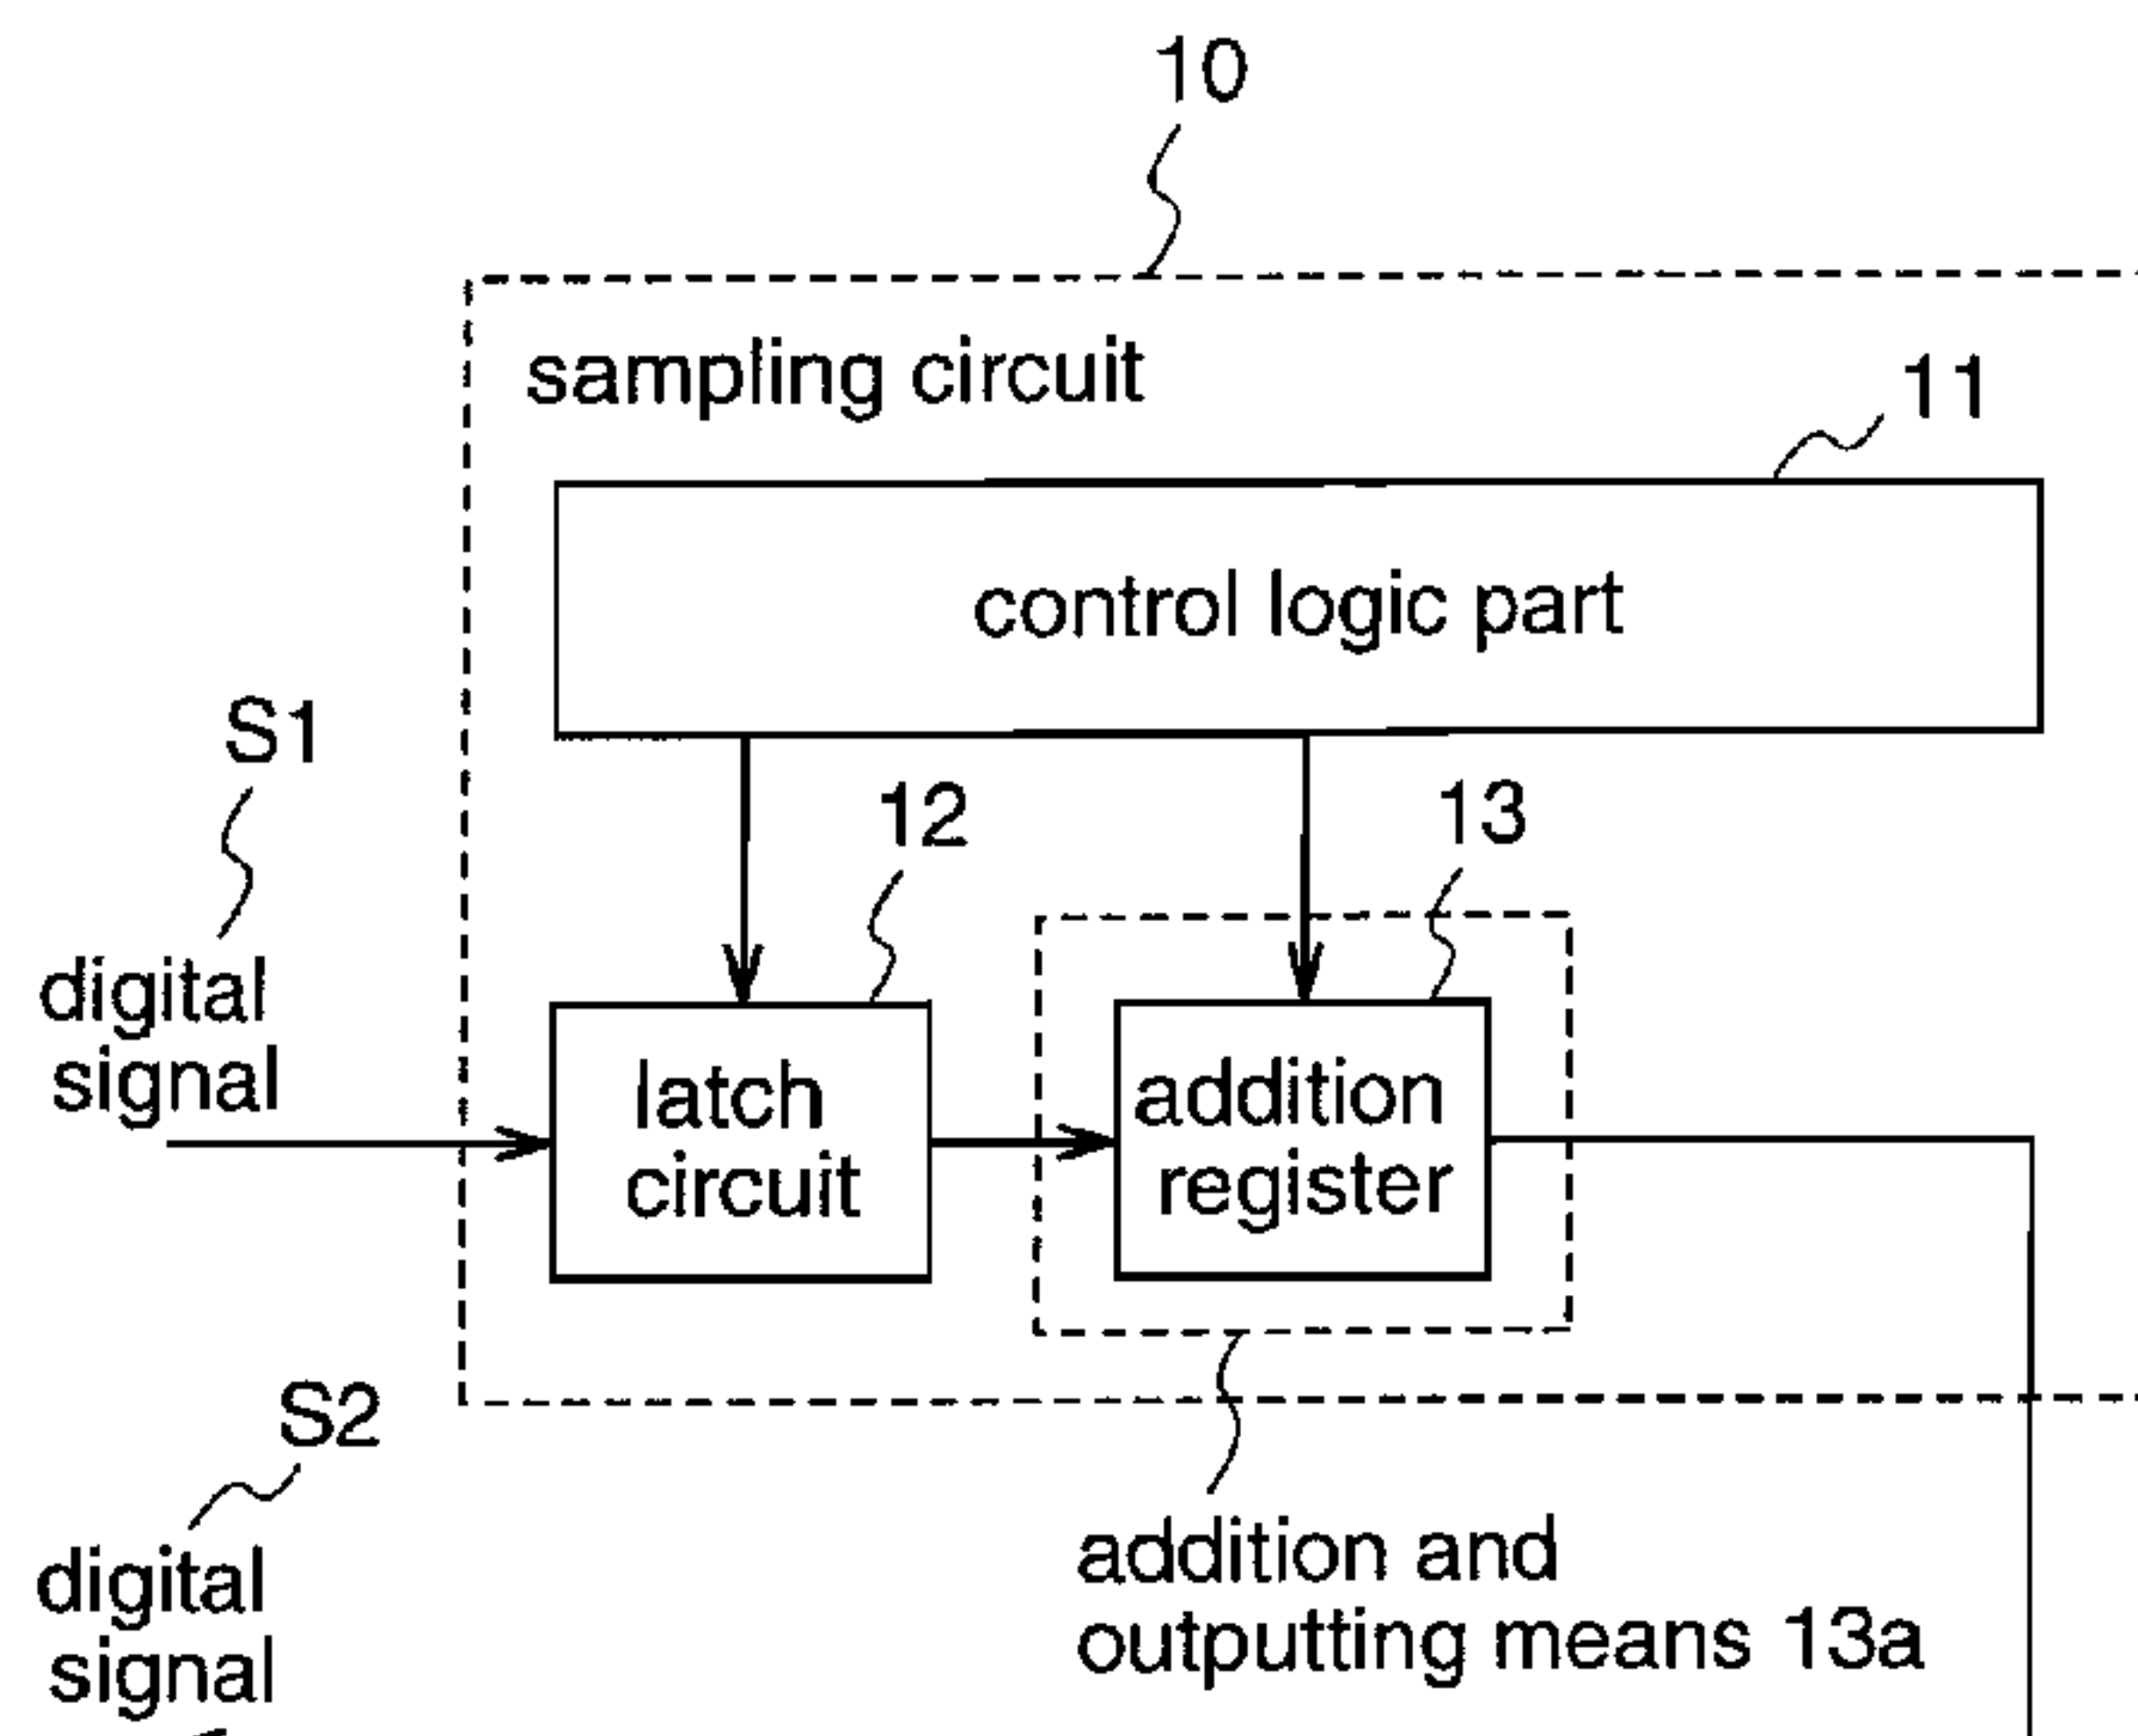 10
sampling circuit
11
control logic part
S1
12
13
digital
signal
latch
circuit
addition
register
S2
digital
signal
addition and
outputting means 13a